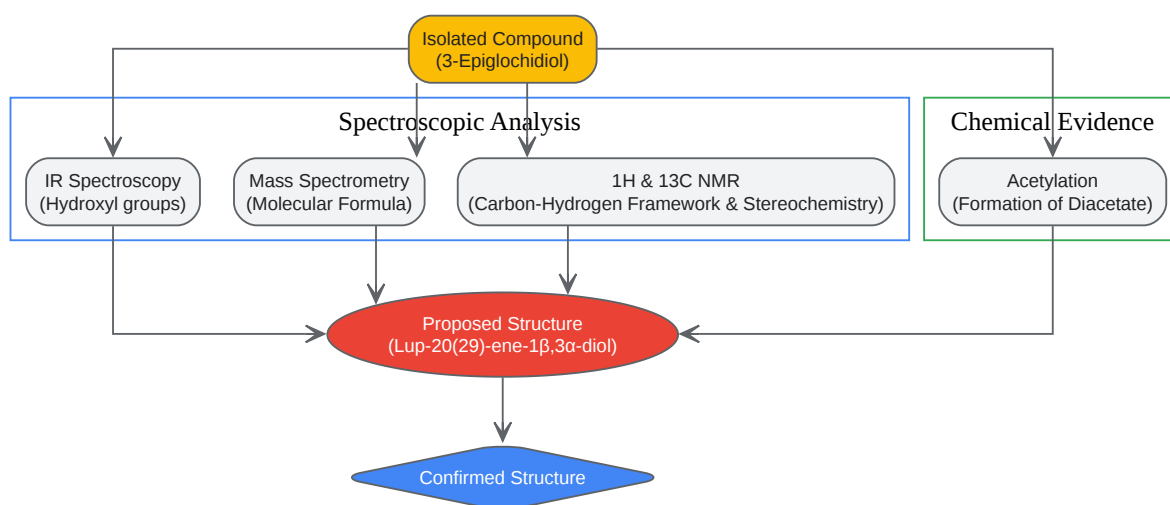 Isolated Compound
(3-Epiglochidiol)
Spectroscopic Analysis
Chemical Evidence
IR Spectroscopy
(Hydroxyl groups)
Mass Spectrometry
(Molecular Formula)
1H & 13C NMR
(Carbon-Hydrogen Framework & Stereochemistry)
Acetylation
(Formation of Diacetate)
Proposed Structure
(Lup-20(29)-ene-1β,3α-diol)
Confirmed Structure